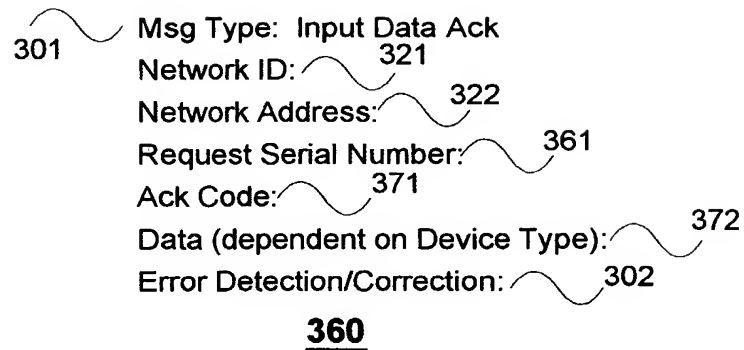 301 Msg Type: Input Data Ack
Network ID: 321
Network Address: 322
Request Serial Number: 361
Ack Code: 371
Data (dependent on Device Type): 372
Error Detection/Correction: 302
360